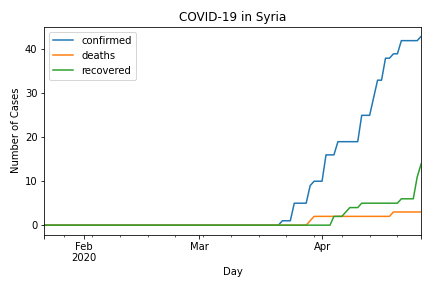 COVID-19 in Syria
confirmed
deaths
recovered
Number of Cases
40
30
20
10
0
Feb
2020
Mar
Apr
Day